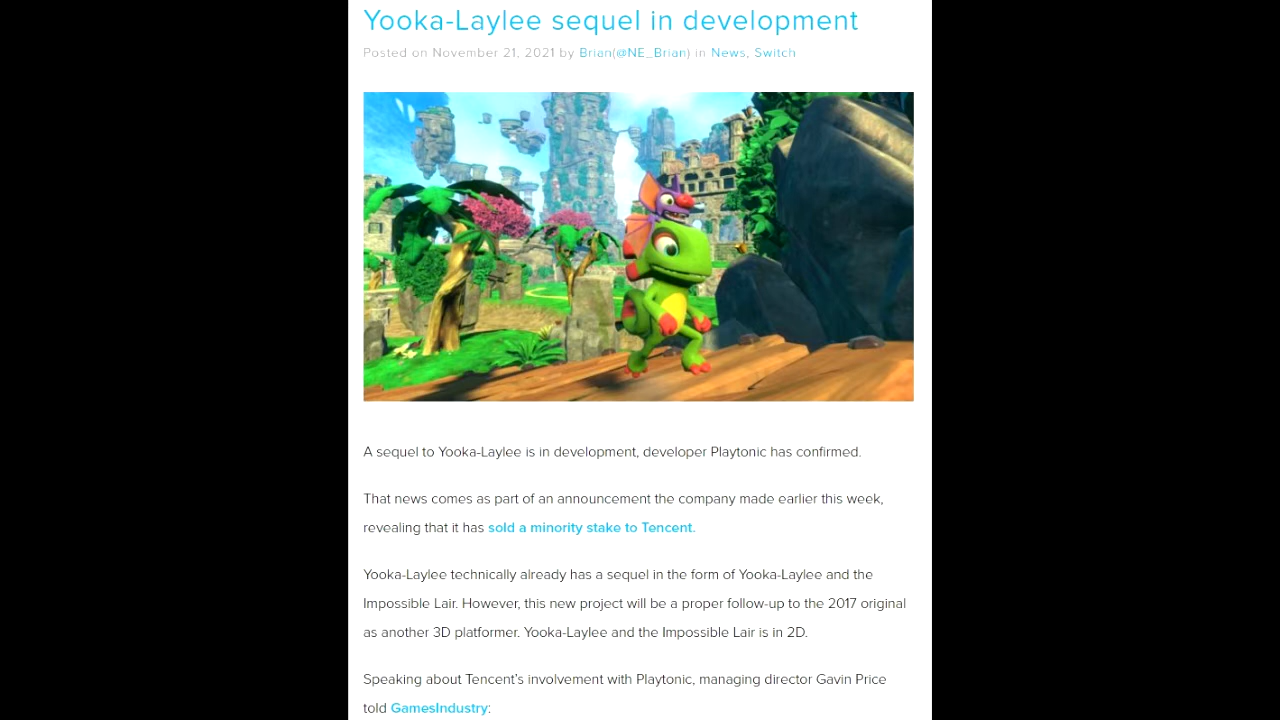 Yooka-Laylee sequel in development
Posted on November 21, 2021 by Brian(@NE_Brian) in News, Switch
A sequel to Yooka-Laylee is in development, developer Playtonic has confirmed.
That news comes as part of an announcement the company made earlier this week,
revealing that it has sold a minority stake to Tencent.
Yooka-Laylee technically already has a sequel in the form of Yooka-Laylee and the
Impossible Lair. However, this new project will be a proper follow-up to the 2017 original
as another 3D platformer. Yooka-Laylee and the Impossible Lair is in 2D.
Speaking about Tencent's involvement with Playtonic, managing director Gavin Price
told GamesIndustry: